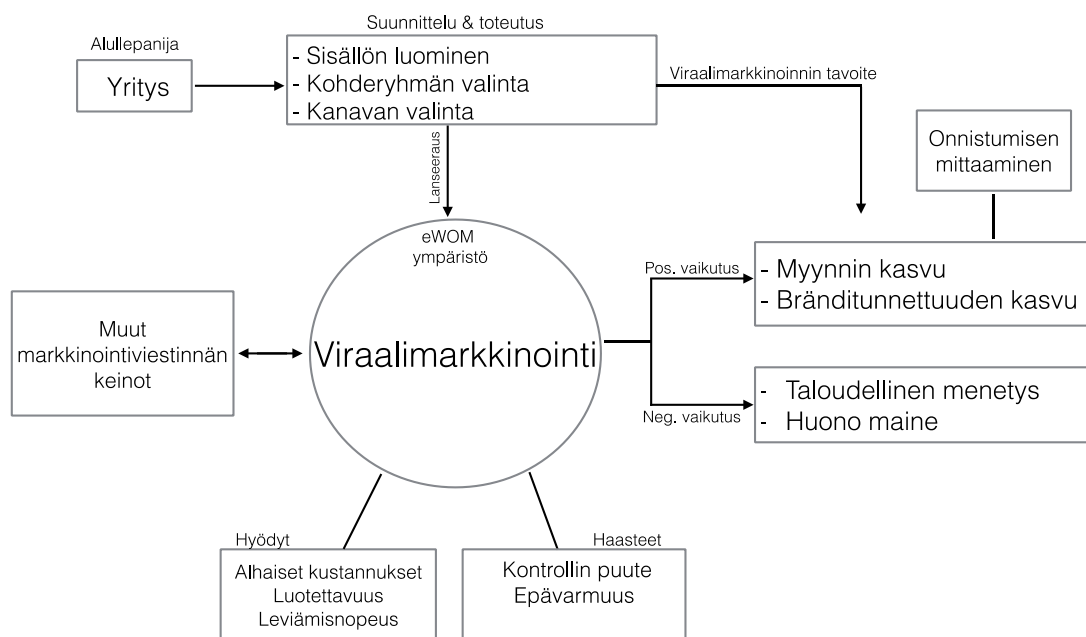 Suunnittelu & toteutus
Alullepanija
Yritys
- Sisällön luominen
- Kohderyhmän valinta
- Kanavan valinta
Viraalimarkkinoinnin tavoite
Onnistumisen
mittaaminen
Lanseeraus
eWOM
ympäristö
Viraalimarkkinointi
Muut
markkinointiviestinnän
keinot
Pos. vaikutus
- Myynnin kasvu
- Bränditunnettuuden kasvu
Neg. vaikutus
- Taloudellinen menetys
- Huono maine
Hyödyt
Alhaiset kustannukset
Luotettavuus
Leviämisnopeus
Haasteet
Kontrollin puute
Epävarmuus